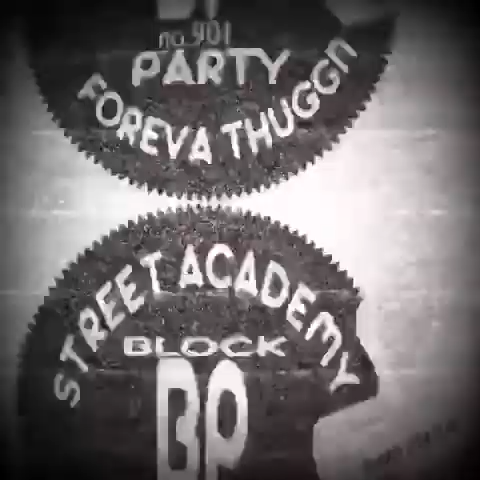 no.901
PARTY
FOREVA THUGGN
STREET ACADEMY
BLOCK
BP